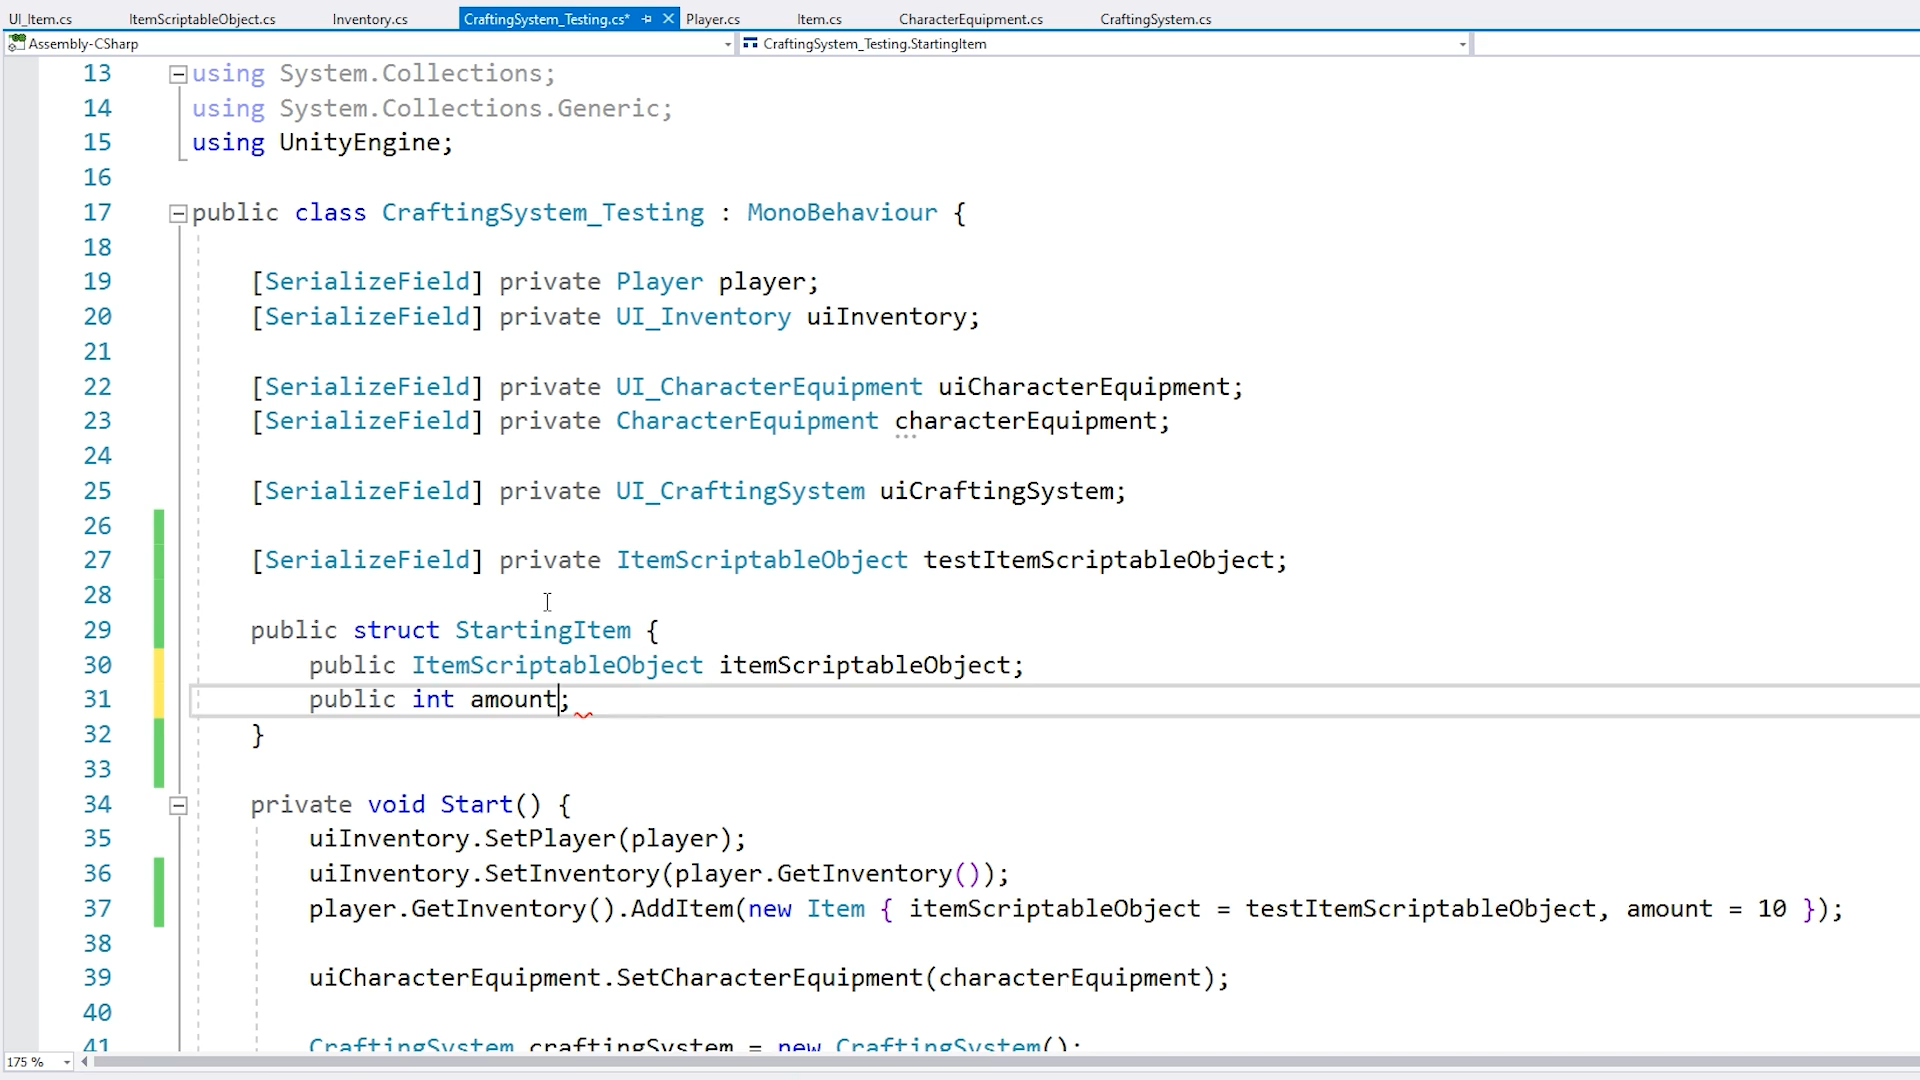 UI_Item.cs ItemScriptableObject.cs Inventory.cs CraftingSystem_Testing.cs* Player.cs Item.cs CharacterEquipment.cs CraftingSystem.cs
Assembly-CSharp CraftingSystem_Testing.StartingItem
13 using System.Collections;
14 using System.Collections.Generic;
15 using UnityEngine;
16
17 public class CraftingSystem_Testing : MonoBehaviour {
18
19 [SerializeField] private Player player;
20 [SerializeField] private UI_Inventory uiInventory;
21
22 [SerializeField] private UI_CharacterEquipment uiCharacterEquipment;
23 [SerializeField] private CharacterEquipment characterEquipment;
24
25 [SerializeField] private UI_CraftingSystem uiCraftingSystem;
26
27 [SerializeField] private ItemScriptableObject testItemScriptableObject;
28
29 public struct StartingItem {
30 public ItemScriptableObject itemScriptableObject;
31 public int amount;
32 }
33
34 private void Start() {
35 uiInventory.SetPlayer(player);
36 uiInventory.SetInventory(player.GetInventory());
37 player.GetInventory().AddItem(new Item { itemScriptableObject = testItemScriptableObject, amount = 10 });
38
39 uiCharacterEquipment.SetCharacterEquipment(characterEquipment);
40
41 CraftingSystem craftingSystem = new CraftingSystem();
175 %